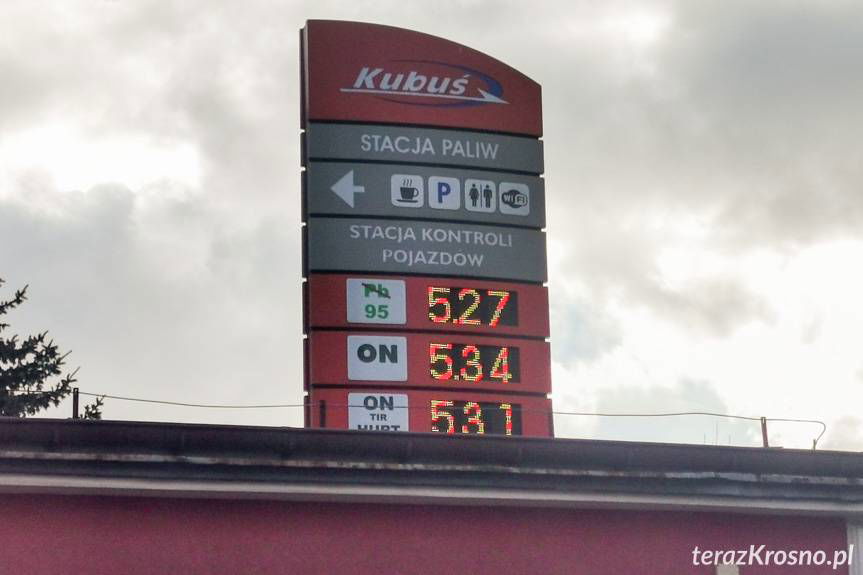 Kubuś
STACJA PALIW
P WiFi
STACJA KONTROLI
POJAZDÓW
Pb
95 5.27
ON 5.34
ON
TIR
HURT 5.31
terazKrosno.pl